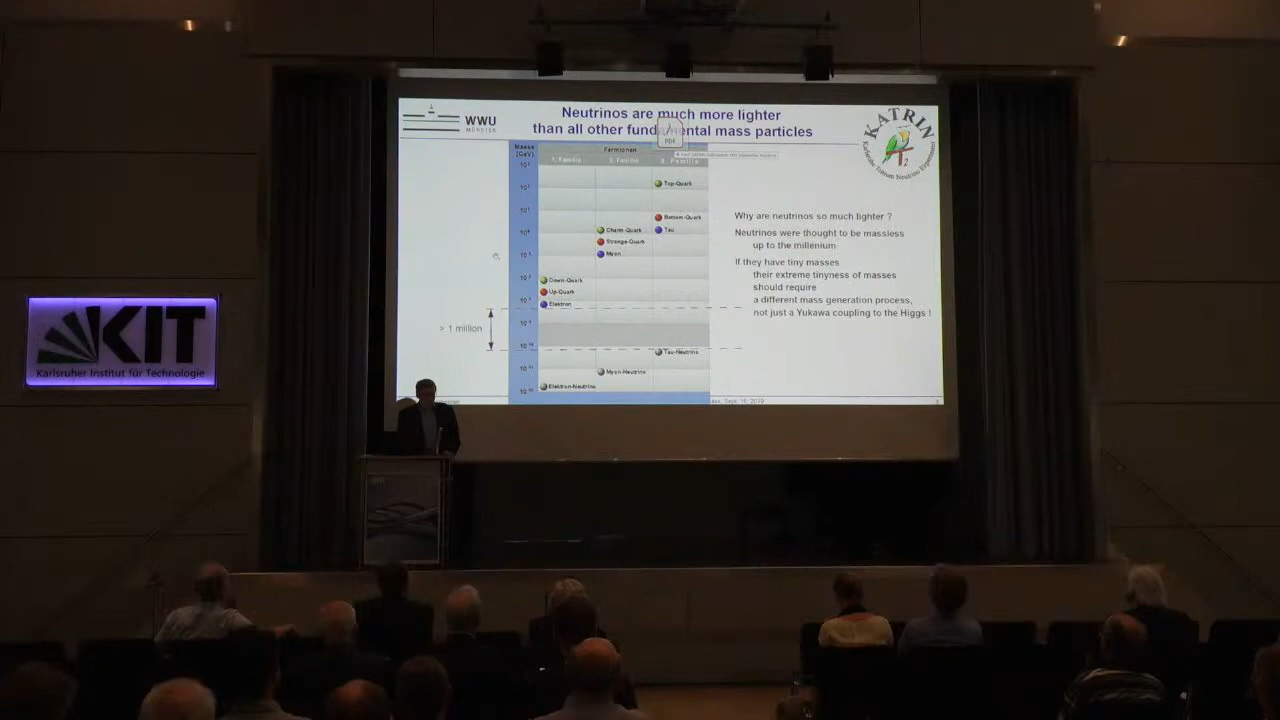 Neutrinos are much more lighter
than all other fundamental mass particles
WWU
MÜNSTER
PDF
KATRIN
Karlsruhe Tritium Neutrino Experiment
Masse
[GeV]
Fermionen
1. Familie
2. Familie
3. Familie
Top-Quark
Bottom-Quark
Charm-Quark
Tau
Strange-Quark
Myon
Down-Quark
Up-Quark
Elektron
> 1 million
Tau-Neutrino
Myon-Neutrino
Elektron-Neutrino
Why are neutrinos so much lighter ?
Neutrinos were thought to be massless
up to the millenium
If they have tiny masses
their extreme tinyness of masses
should require
a different mass generation process,
not just a Yukawa coupling to the Higgs !
Sept. 16, 2019
KIT
Karlsruher Institut für Technologie